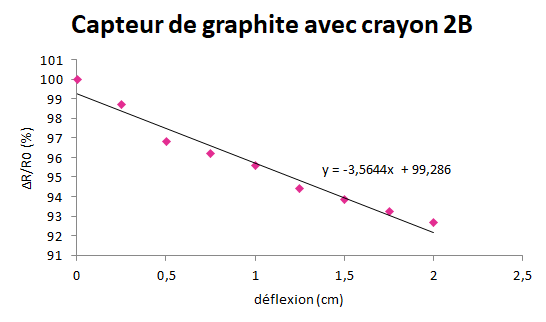 Capteur de graphite avec crayon 2B
101
100
99
98
97
96
95
94
93
92
91
ΔR/R0 (%)
y = -3,5644x + 99,286
0 0,5 1 1,5 2 2,5
déflexion (cm)